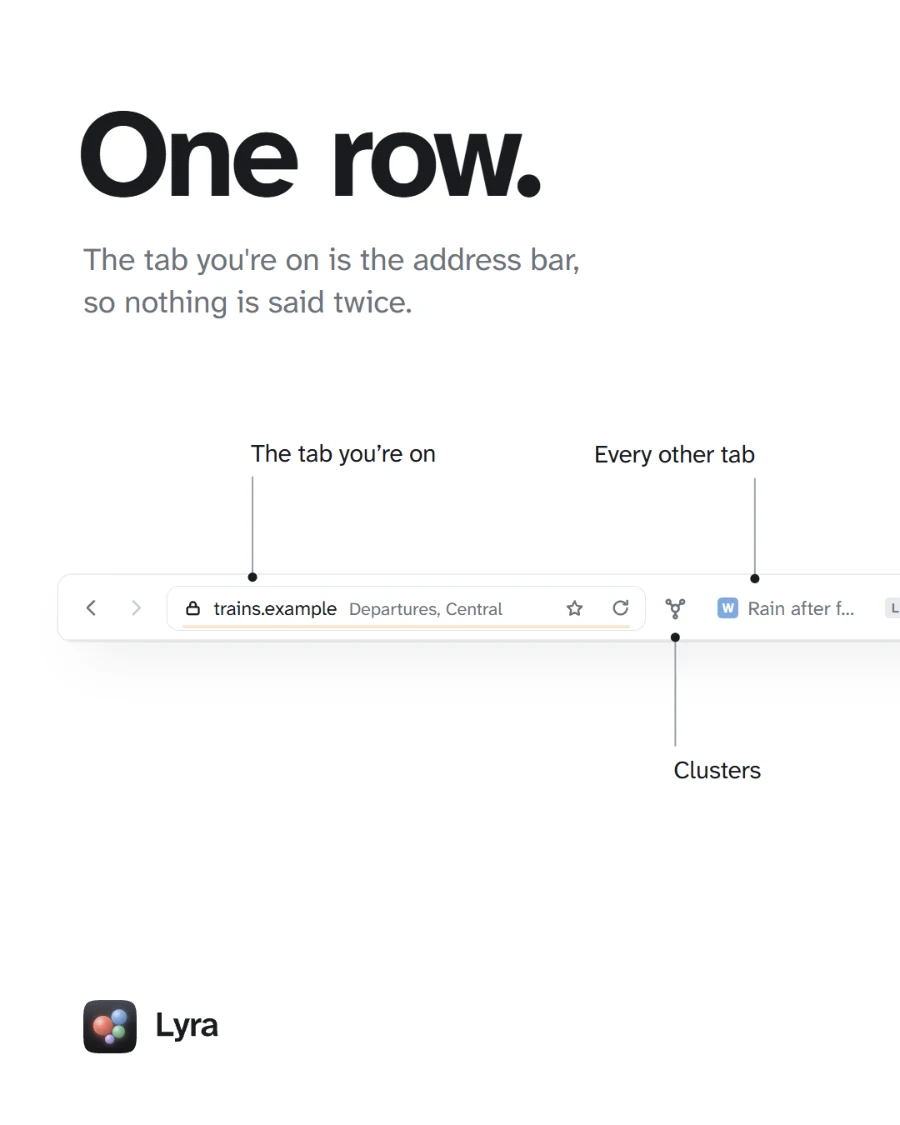 One row.
The tab you're on is the address bar,
so nothing is said twice.
The tab you’re on
Every other tab
trains.example Departures, Central
W Rain after f... L
Clusters
Lyra